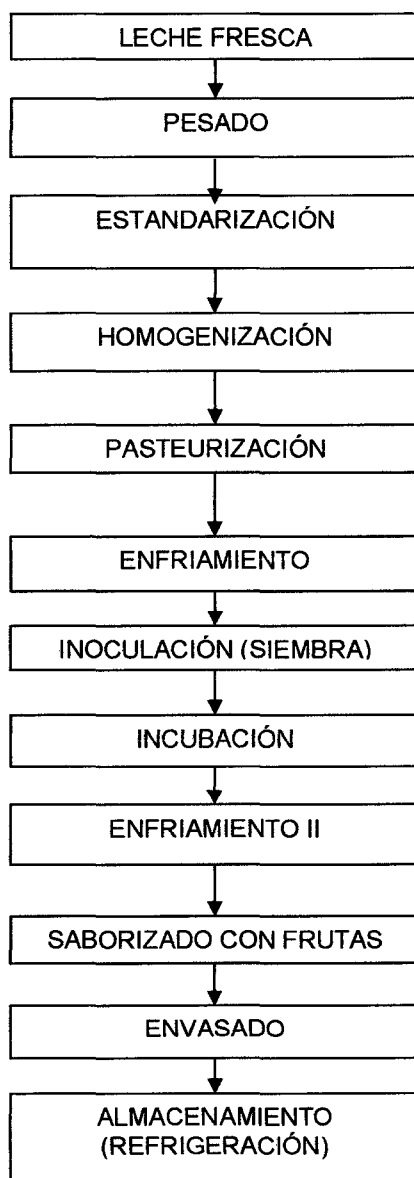 LECHE FRESCA
PESADO
ESTANDARIZACIÓN
HOMOGENIZACIÓN
PASTEURIZACIÓN
ENFRIAMIENTO
INOCULACIÓN (SIEMBRA)
INCUBACIÓN
ENFRIAMIENTO II
SABORIZADO CON FRUTAS
ENVASADO
ALMACENAMIENTO
(REFRIGERACIÓN)